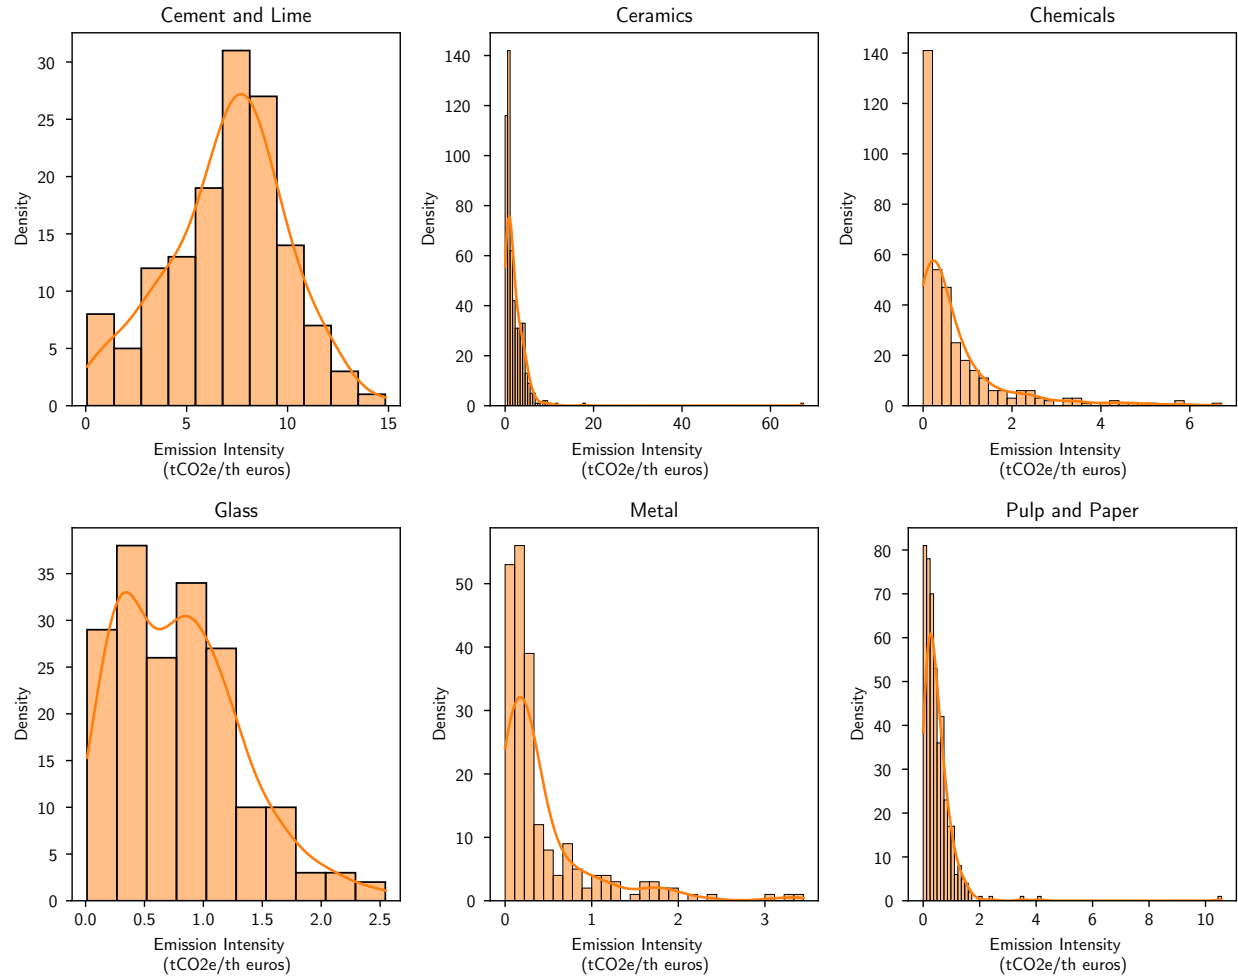 Cement and Lime
Density
30
25
20
15
10
5
0
0 5 10 15
Emission Intensity
(tCO2e/th euros)
Ceramics
Density
140
120
100
80
60
40
20
0
0 20 40 60
Emission Intensity
(tCO2e/th euros)
Chemicals
Density
140
120
100
80
60
40
20
0
0 2 4 6
Emission Intensity
(tCO2e/th euros)
Glass
Density
35
30
25
20
15
10
5
0
0.0 0.5 1.0 1.5 2.0 2.5
Emission Intensity
(tCO2e/th euros)
Metal
Density
50
40
30
20
10
0
0 1 2 3
Emission Intensity
(tCO2e/th euros)
Pulp and Paper
Density
80
70
60
50
40
30
20
10
0
0 2 4 6 8 10
Emission Intensity
(tCO2e/th euros)